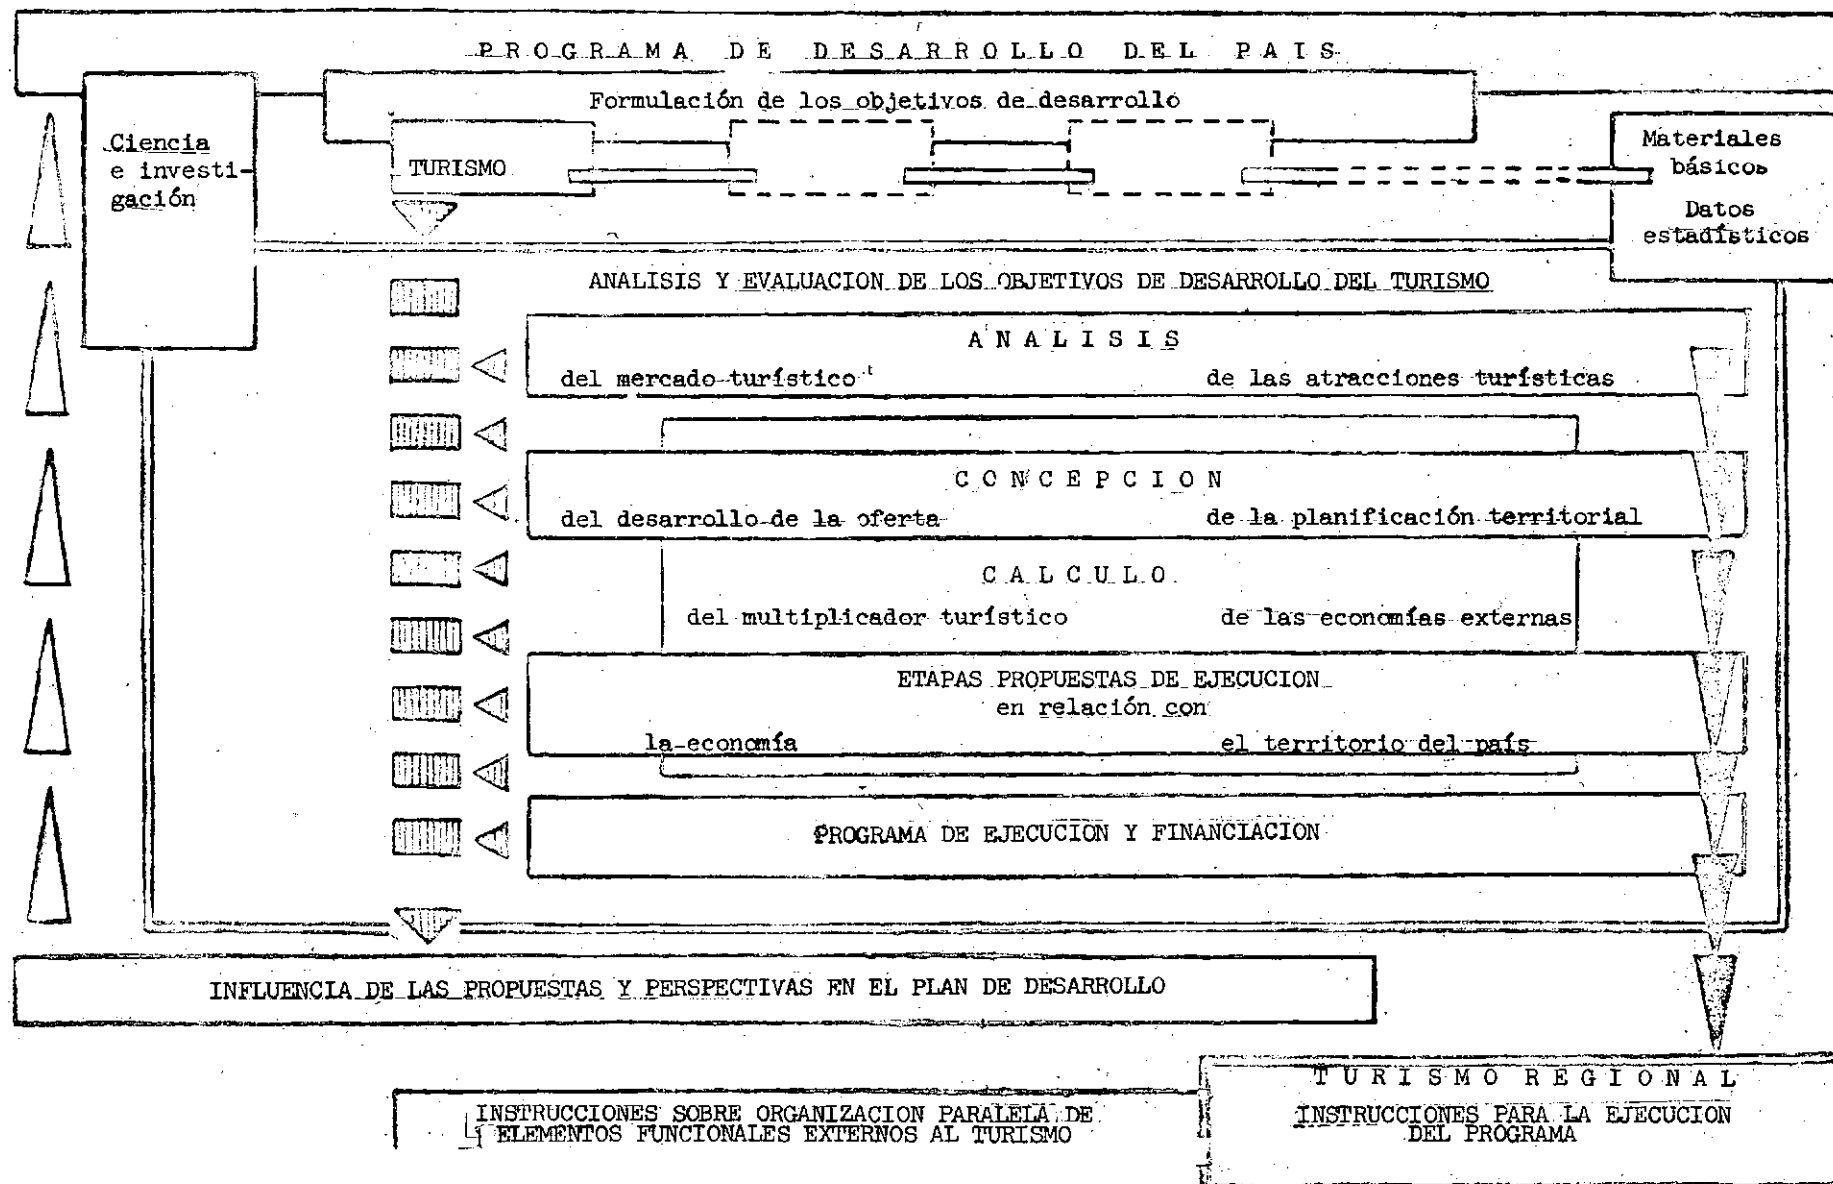 PROGRAMA DE DESARROLLO DEL PAIS
Formulación de los objetivos de desarrollo
Ciencia
e investi-
gación
TURISMO
Materiales
básicos
Datos
estadísticos
ANALISIS Y EVALUACION DE LOS OBJETIVOS DE DESARROLLO DEL TURISMO
ANALISIS
del mercado turístico
de las atracciones turísticas
CONCEPCION
del desarrollo de la oferta
de la planificación territorial
CALCULO
del multiplicador turístico
de las economías externas
ETAPAS PROPUESTAS DE EJECUCION
en relación con
la economía
el territorio del país
PROGRAMA DE EJECUCION Y FINANCIACION
INFLUENCIA DE LAS PROPUESTAS Y PERSPECTIVAS EN EL PLAN DE DESARROLLO
INSTRUCCIONES SOBRE ORGANIZACION PARALELA DE
ELEMENTOS FUNCIONALES EXTERNOS AL TURISMO
TURISMO REGIONAL
INSTRUCCIONES PARA LA EJECUCION
DEL PROGRAMA